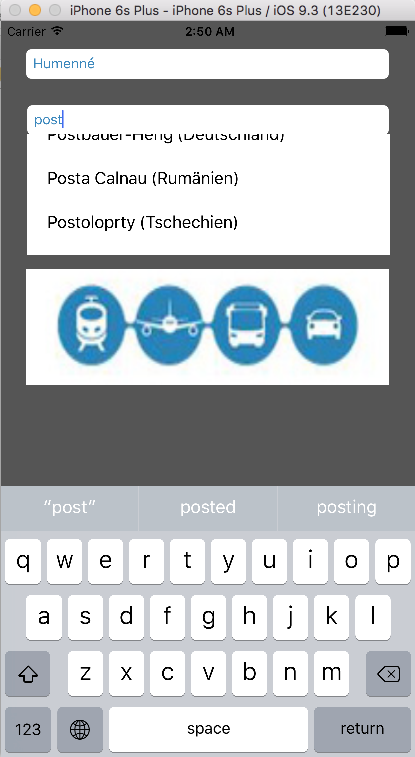 iPhone 6s Plus - iPhone 6s Plus / iOS 9.3 (13E230)
Carrier 2:50 AM
Humenné
post
Postbauer-Heng (Deutschland)
Posta Calnau (Rumänien)
Postoloprty (Tschechien)
“post” posted posting
q w e r t y u i o p
a s d f g h j k l
z x c v b n m
123 space return